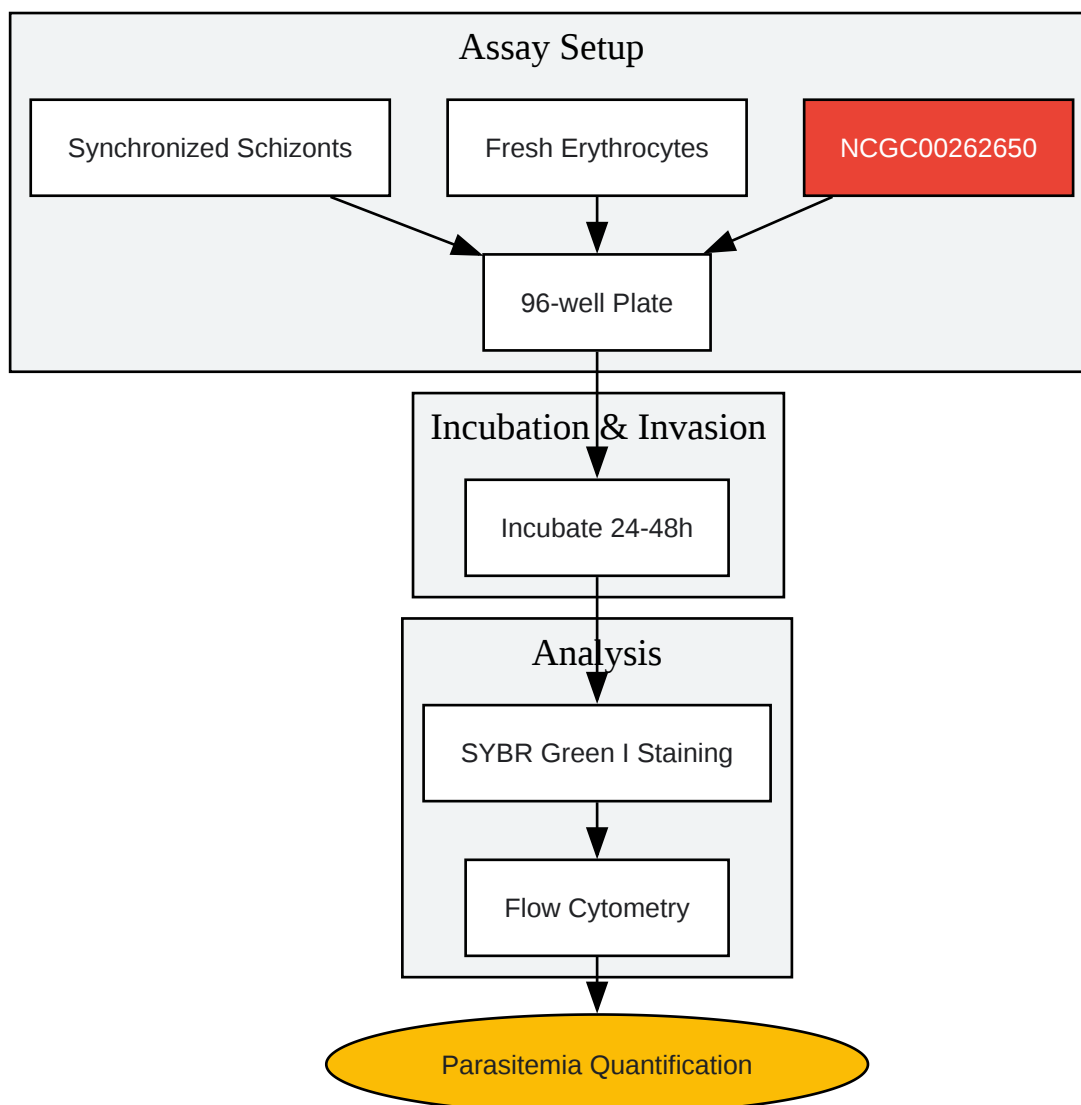 Assay Setup
Synchronized Schizonts
Fresh Erythrocytes
NCGC00262650
96-well Plate
Incubation & Invasion
Incubate 24-48h
Analysis
SYBR Green I Staining
Flow Cytometry
Parasitemia Quantification